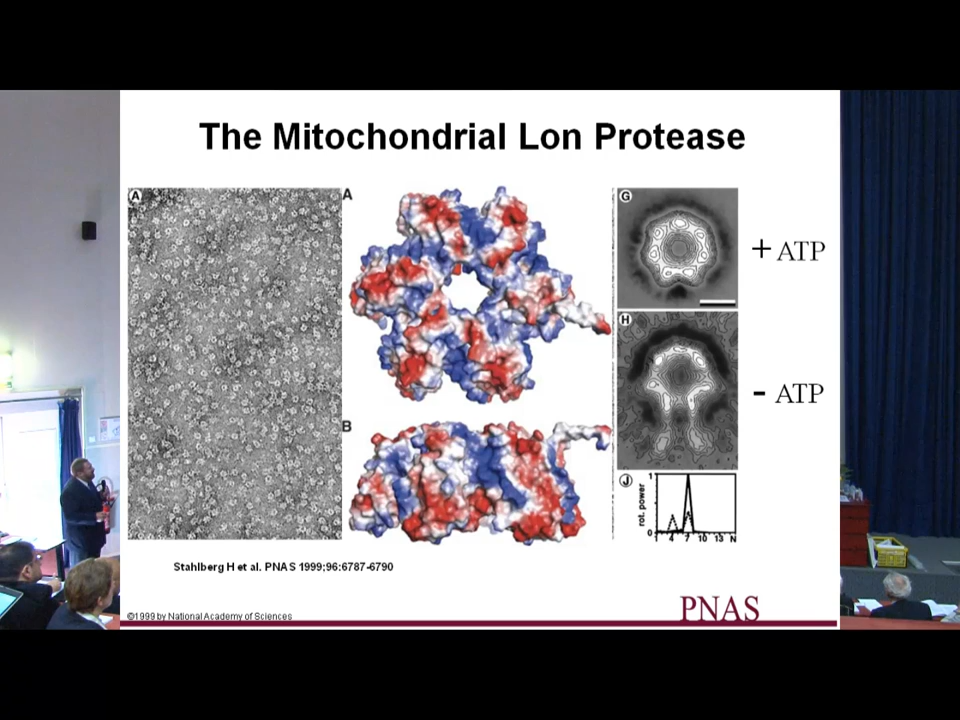 The Mitochondrial Lon Protease
A
A
B
G
+ ATP
H
- ATP
J
rot. power
1
0
1 4 7 10 13 N
Stahlberg H et al. PNAS 1999;96:6787-6790
©1999 by National Academy of Sciences
PNAS